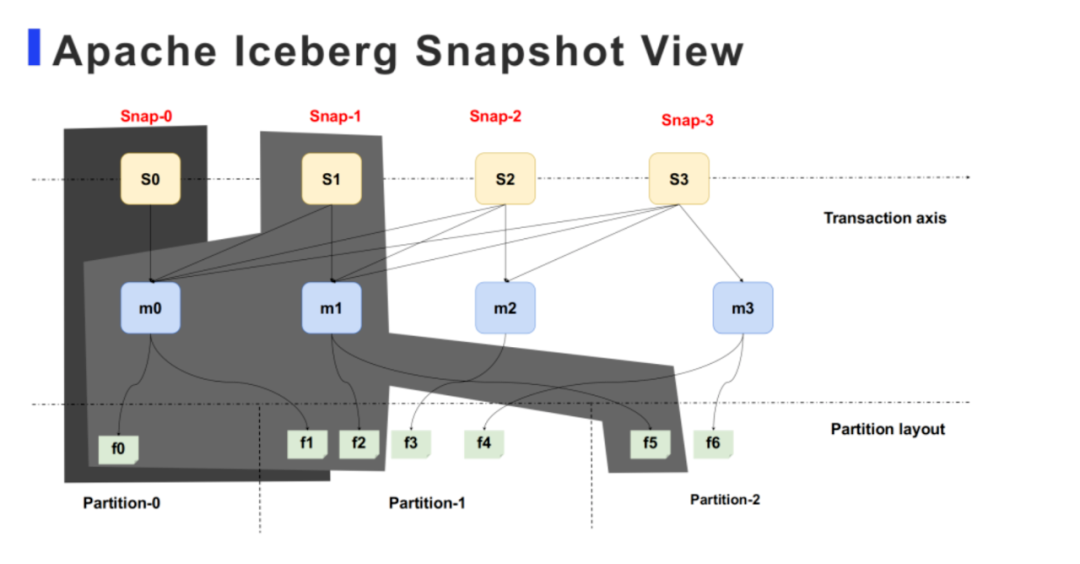 Apache Iceberg Snapshot View
Snap-0
Snap-1
Snap-2
Snap-3
S0
S1
S2
S3
Transaction axis
m0
m1
m2
m3
Partition layout
f0
f1
f2
f3
f4
f5
f6
Partition-0
Partition-1
Partition-2